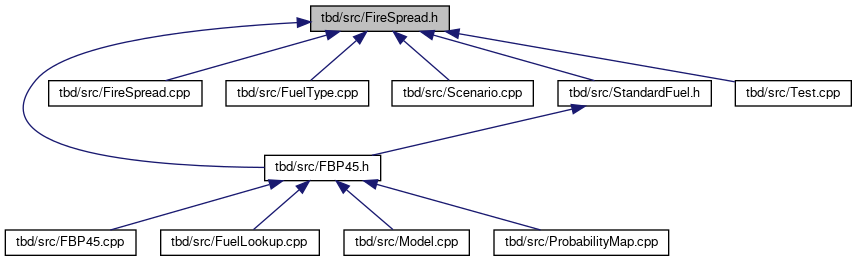 tbd/src/FireSpread.h
tbd/src/FireSpread.cpp
tbd/src/FuelType.cpp
tbd/src/Scenario.cpp
tbd/src/StandardFuel.h
tbd/src/Test.cpp
tbd/src/FBP45.h
tbd/src/FBP45.cpp
tbd/src/FuelLookup.cpp
tbd/src/Model.cpp
tbd/src/ProbabilityMap.cpp